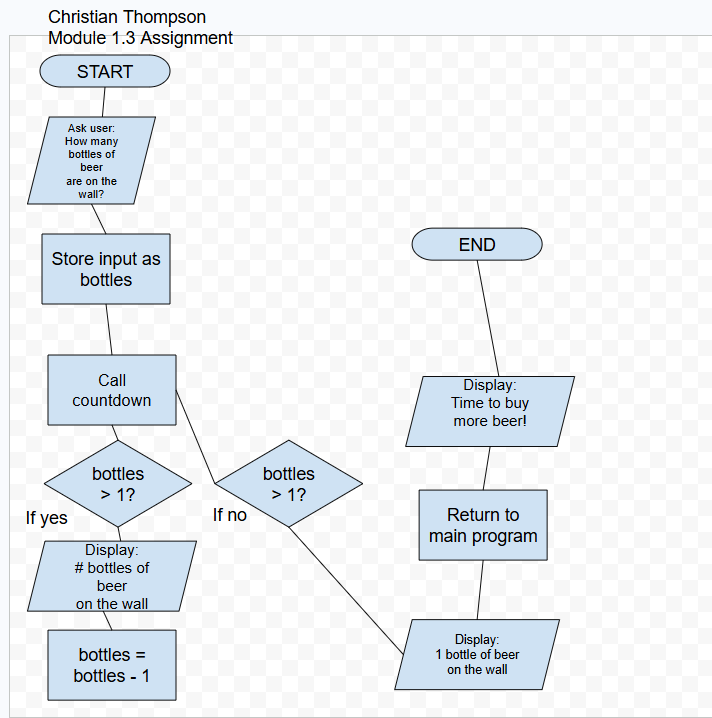 Christian Thompson
Module 1.3 Assignment
START
Ask user:
How many
bottles of
beer
are on the
wall?
Store input as
bottles
Call
countdown
bottles
> 1?
If yes
Display:
# bottles of
beer
on the wall
bottles =
bottles - 1
bottles
> 1?
If no
Display:
1 bottle of beer
on the wall
Return to
main program
Display:
Time to buy
more beer!
END